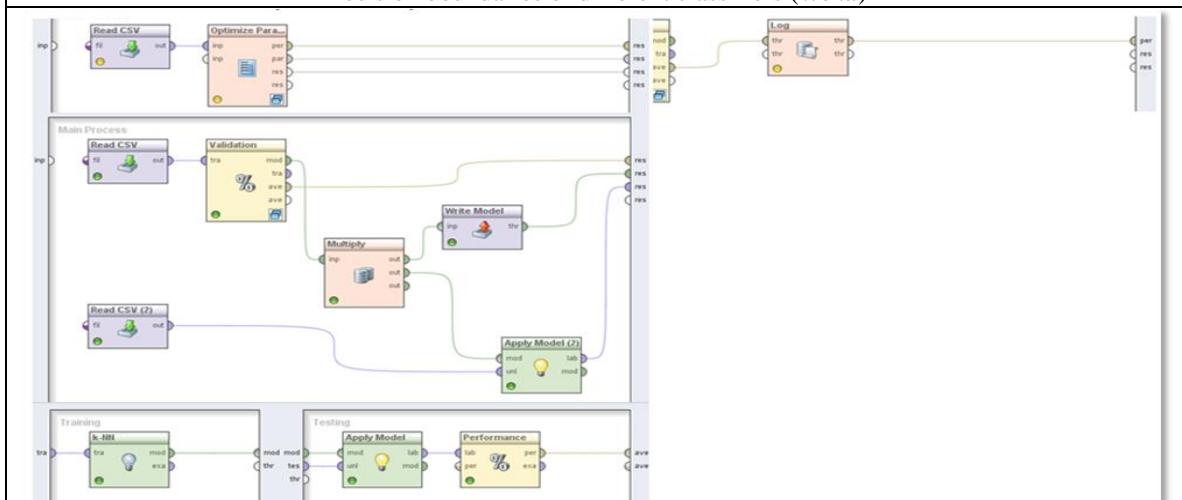 Read CSV
Optimize Para...
Log
inp
fil
out
inp
inp
per
par
res
res
res
res
res
res
mod
tra
ave
ave
thr
thr
thr
thr
per
res
res
Main Process
Read CSV
Validation
inp
fil
out
tra
mod
tra
ave
ave
res
res
res
res
Write Model
inp
thr
Multiply
inp
out
out
out
Read CSV (2)
fil
out
Apply Model (2)
mod
unl
lab
mod
Training
Testing
k-NN
Apply Model
Performance
tra
tra
mod
exa
mod
thr
mod
tes
thr
mod
unl
lab
mod
lab
per
per
exa
ave
ave